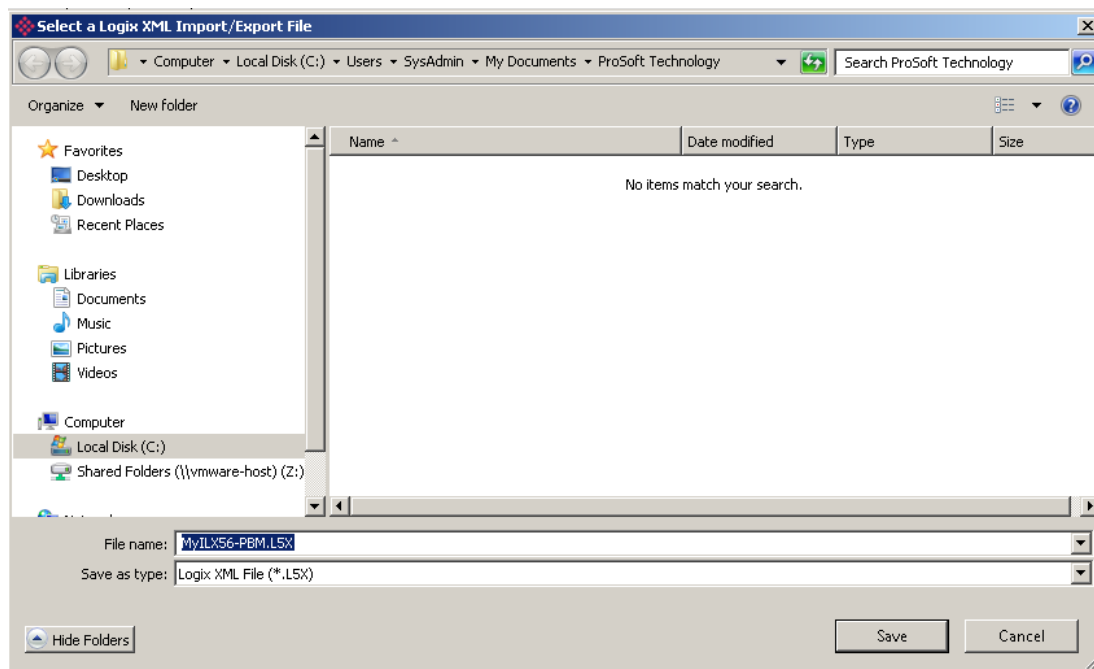 Select a Logix XML Import/Export File
Computer Local Disk (C:) Users SysAdmin My Documents ProSoft Technology Search ProSoft Technology
Organize New folder
Name Date modified Type Size
No items match your search.
Favorites
Desktop
Downloads
Recent Places
Libraries
Documents
Music
Pictures
Videos
Computer
Local Disk (C:)
Shared Folders (\\vmware-host) (Z:)
File name: MyILX56-PBM.L5X
Save as type: Logix XML File (*.L5X)
Hide Folders Save Cancel